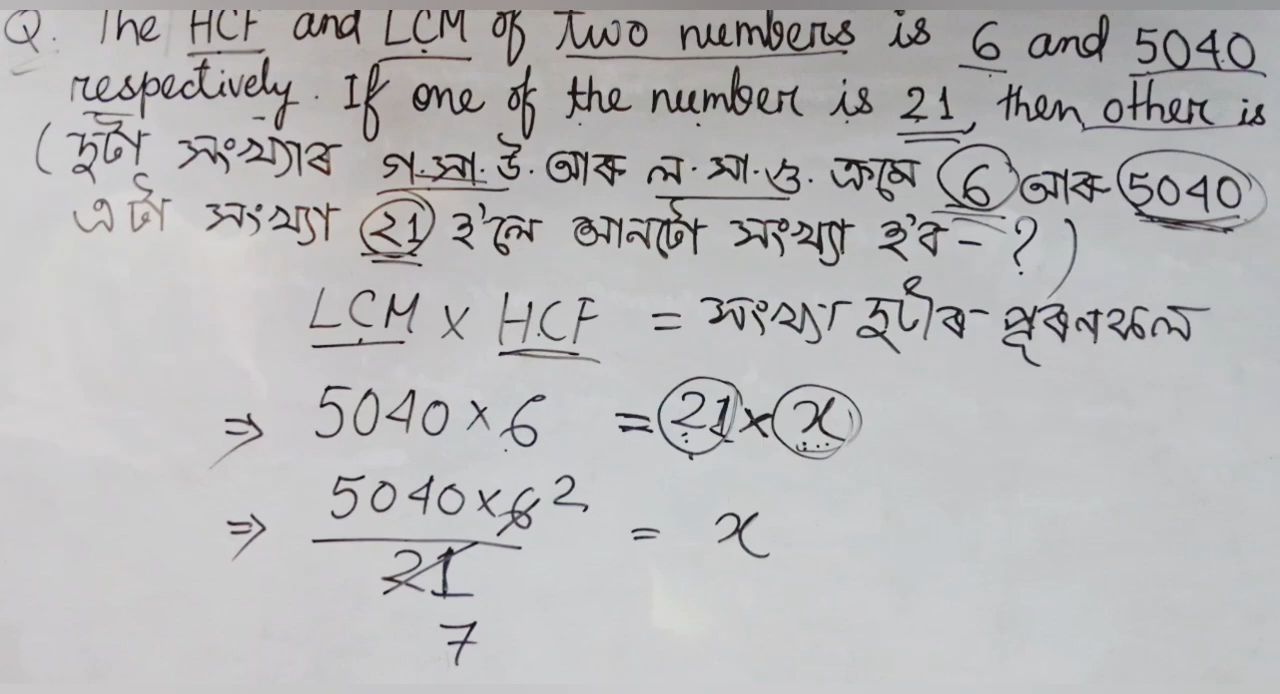 Q. The HCF and LCM of two numbers is 6 and 5040
respectively. If one of the number is 21, then other is
(দুটা সংখ্যাৰ গ.সা.উ. আৰু ল.সা.গু. ক্ৰমে 6 আৰু 5040
এটা সংখ্যা 21 হ'লে আনটো সংখ্যা হ'ব - ?)
LCM x HCF = সংখ্যা দুটাৰ পূৰনফল
⇒ 5040 × 6 = 21 × x
⇒ 5040 × 6 2
21 = x
7